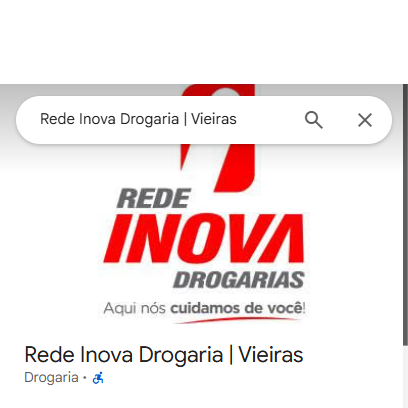 Rede Inova Drogaria | Vieiras
REDE
INOVA
DROGARIAS
Aqui nós cuidamos de você!
Rede Inova Drogaria | Vieiras
Drogaria ·